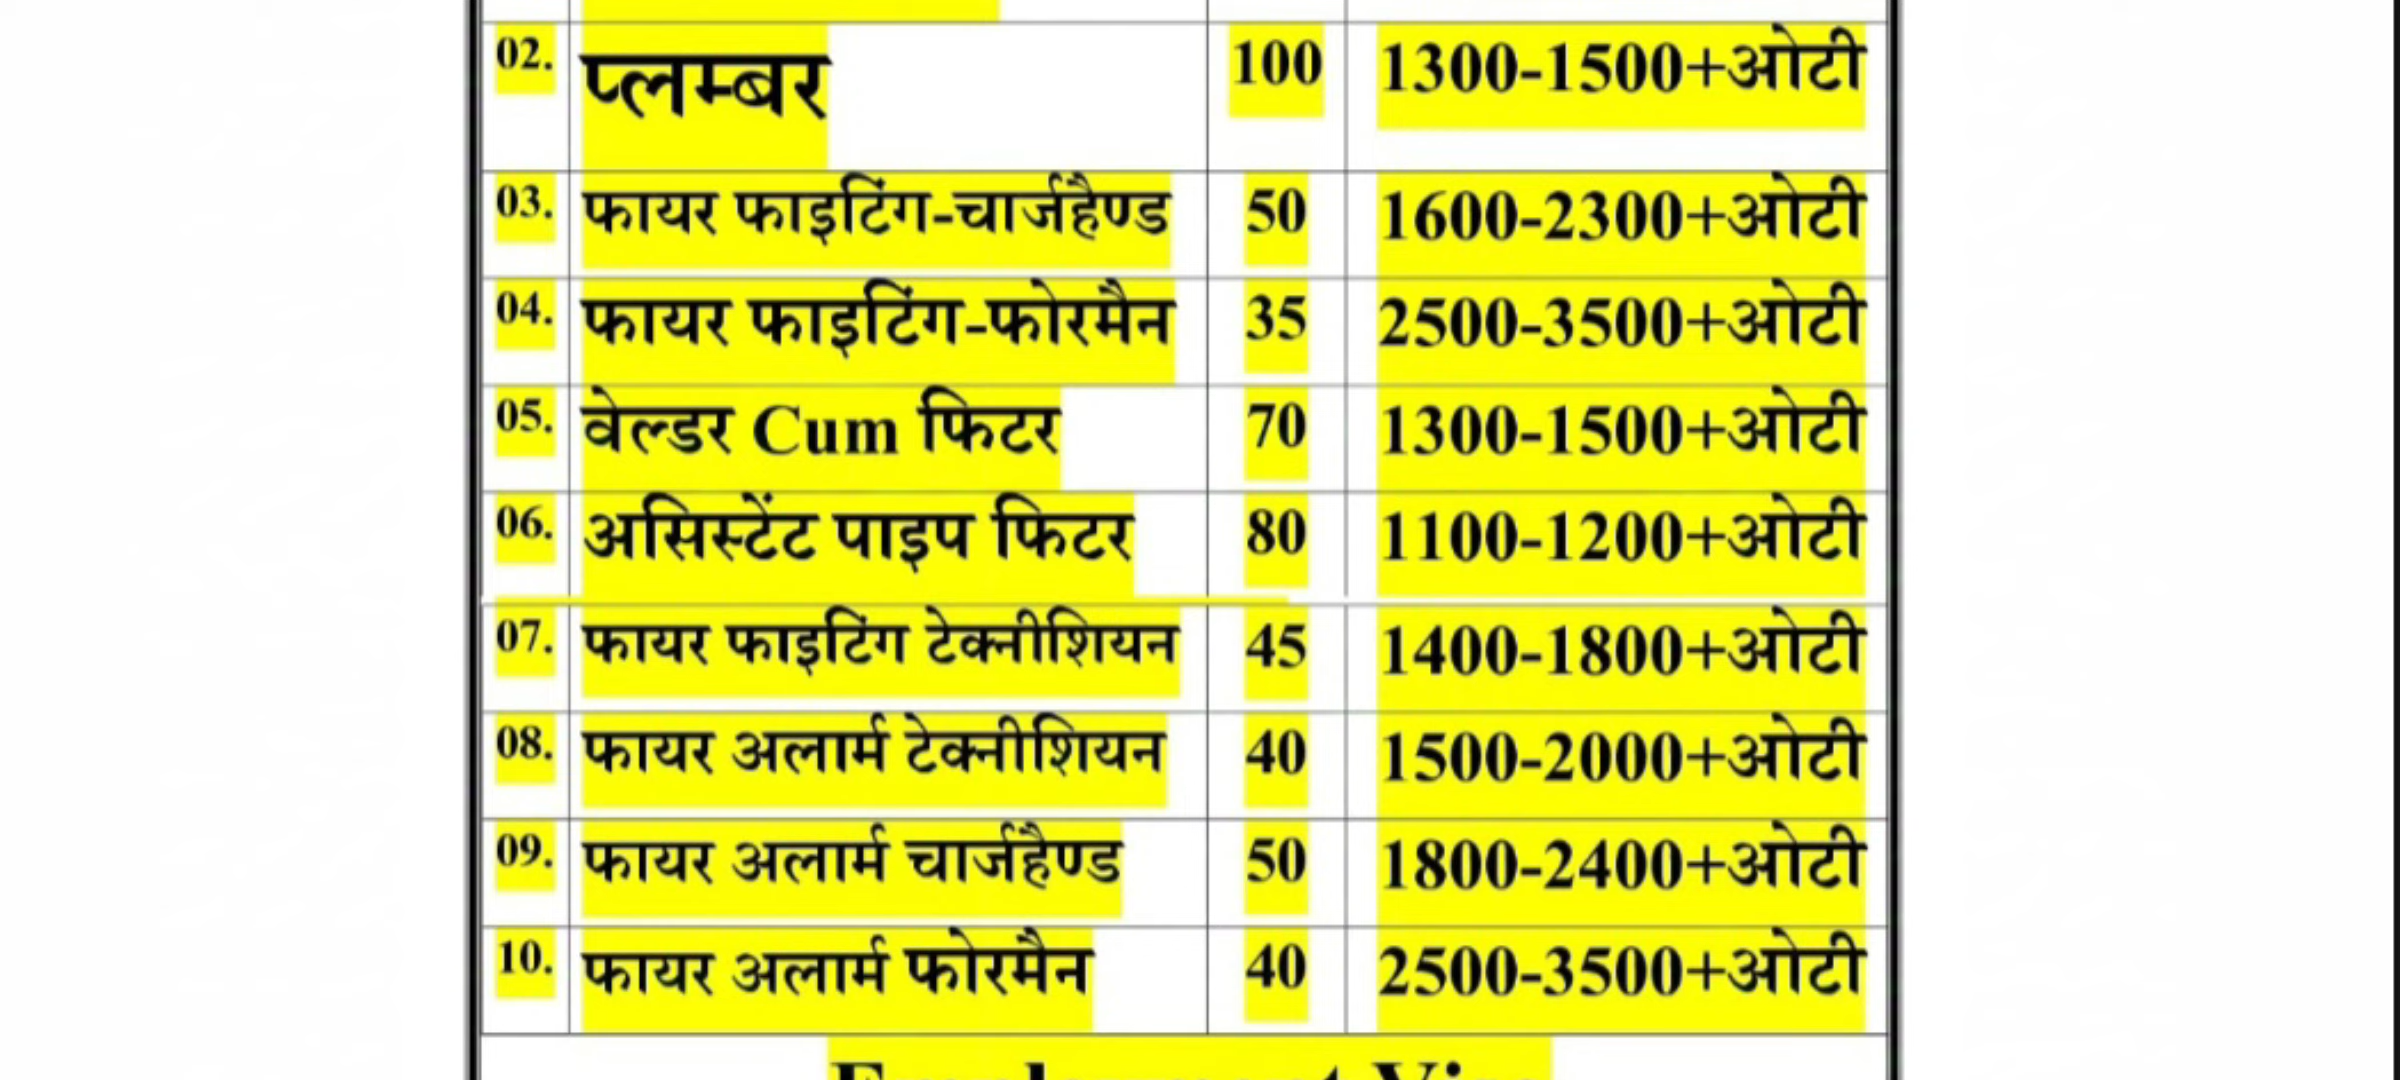 02. प्लम्बर 100 1300-1500+ओटी
03. फायर फाइटिंग-चार्जहैण्ड 50 1600-2300+ओटी
04. फायर फाइटिंग-फोरमैन 35 2500-3500+ओटी
05. वेल्डर Cum फिटर 70 1300-1500+ओटी
06. असिस्टेंट पाइप फिटर 80 1100-1200+ओटी
07. फायर फाइटिंग टेक्नीशियन 45 1400-1800+ओटी
08. फायर अलार्म टेक्नीशियन 40 1500-2000+ओटी
09. फायर अलार्म चार्जहैण्ड 50 1800-2400+ओटी
10. फायर अलार्म फोरमैन 40 2500-3500+ओटी